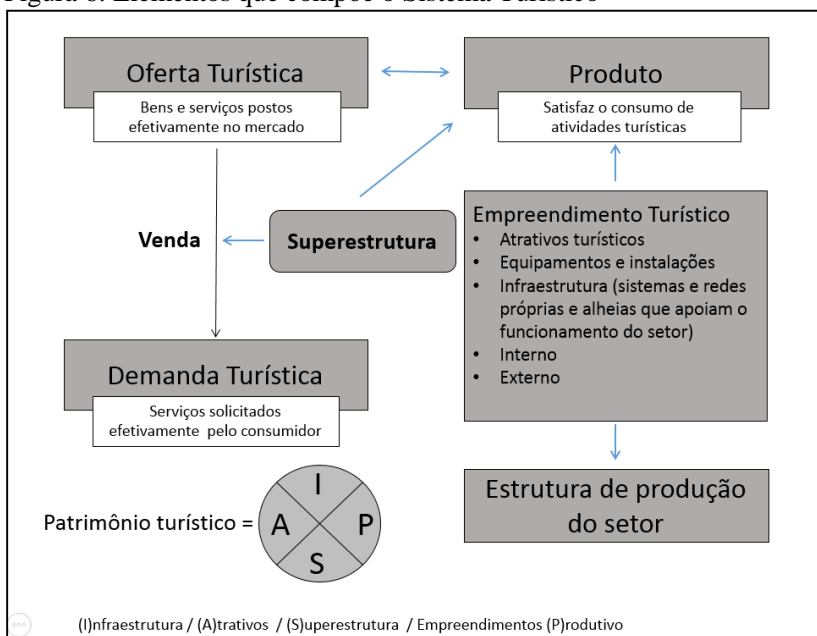 Figura 6: Elementos que compõe o Sistema Turístico
Oferta Turística
Bens e serviços postos
efetivamente no mercado
Produto
Satisfaz o consumo de
atividades turísticas
Venda
Superestrutura
Empreendimento Turístico
• Atrativos turísticos
• Equipamentos e instalações
• Infraestrutura (sistemas e redes
próprias e alheias que apoiam o
funcionamento do setor)
• Interno
• Externo
Demanda Turística
Serviços solicitados
efetivamente pelo consumidor
Estrutura de produção
do setor
Patrimônio turístico =
I
A
P
S
(I)nfraestrutura / (A)trativos / (S)uperestrutura / Empreendimentos (P)rodutivo